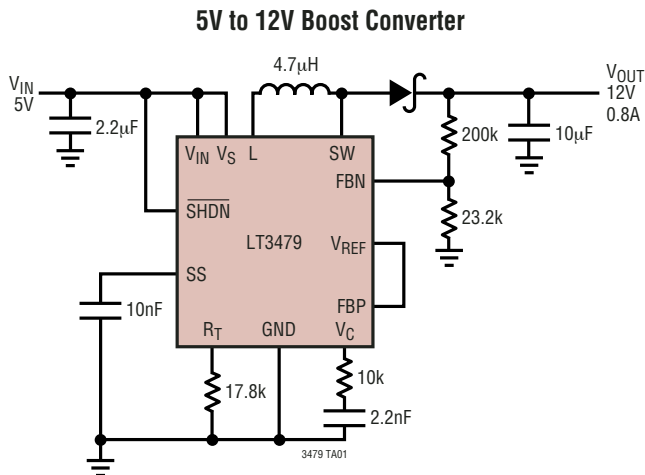 5V to 12V Boost Converter
VIN
5V
2.2μF
4.7μH
VOUT
12V
0.8A
200k
10μF
VIN VS L SW
FBN
SHDN
23.2k
LT3479
VREF
SS
10nF
FBP
RT GND VC
17.8k
10k
2.2nF
3479 TA01